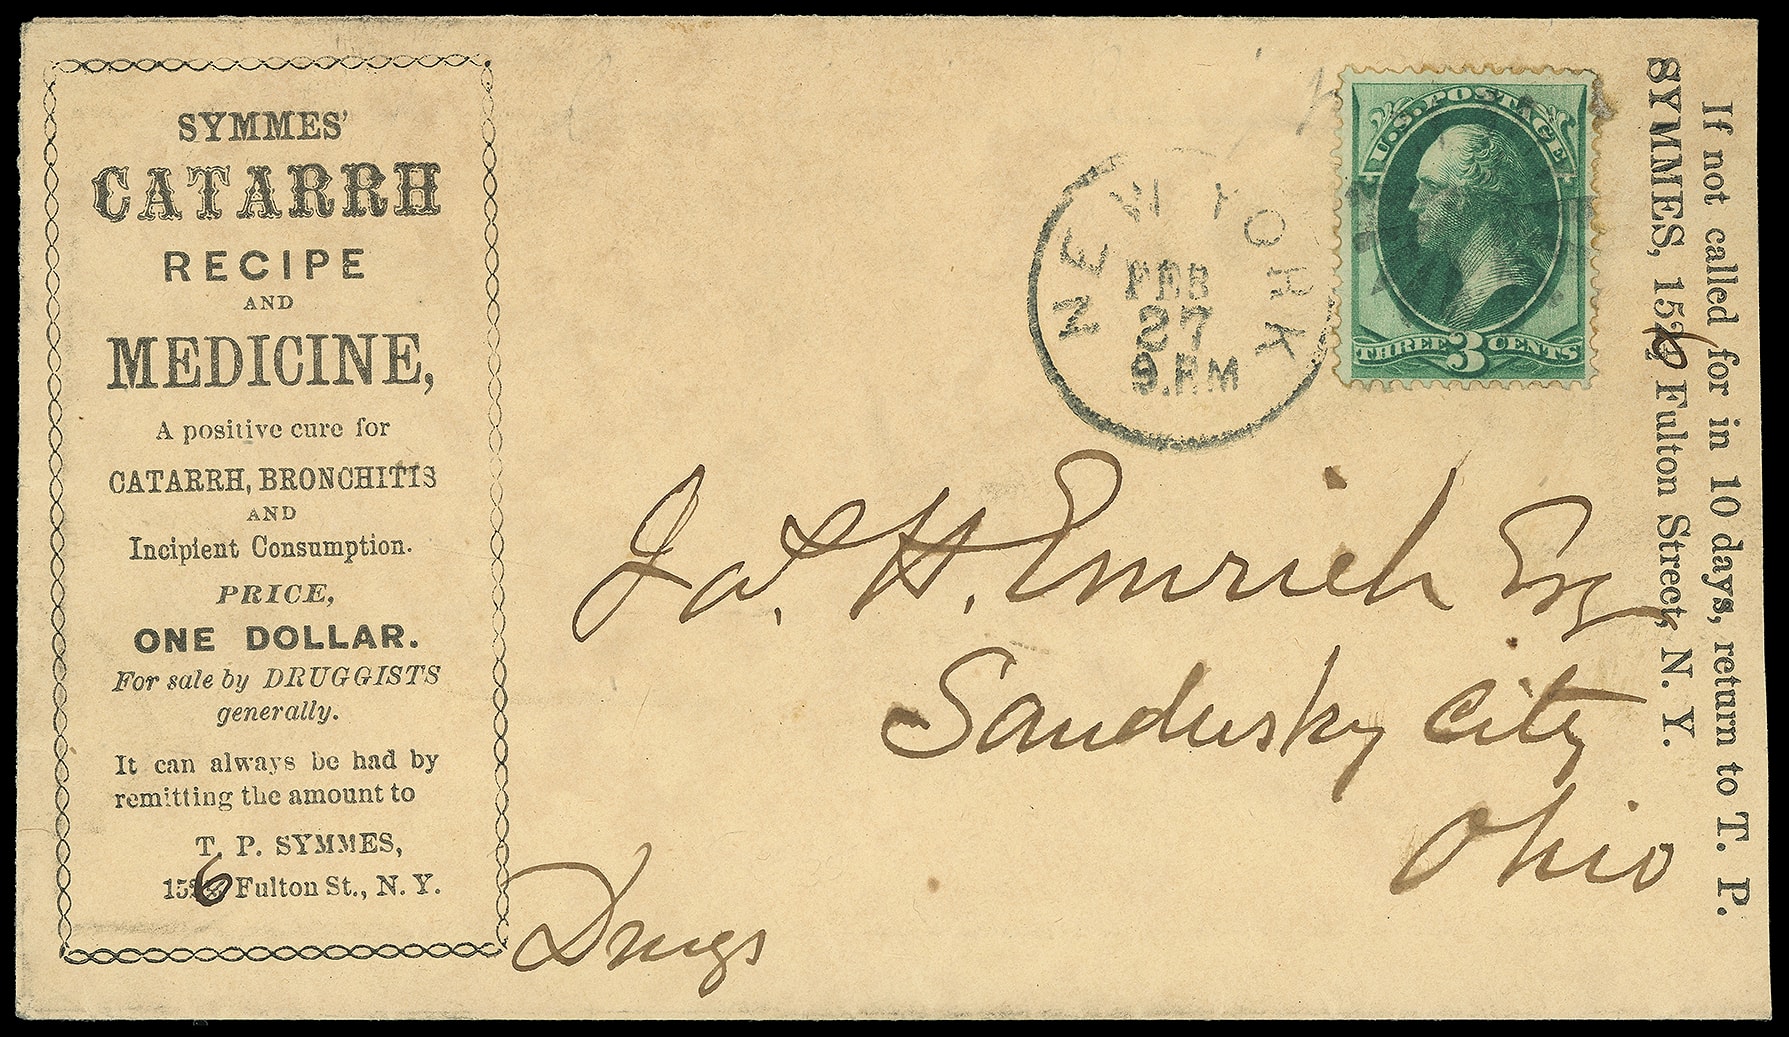 SYMMES'
CATARRH
RECIPE
AND
MEDICINE,
A positive cure for
CATARRH, BRONCHITIS
AND
Incipient Consumption.
PRICE,
ONE DOLLAR.
For sale by DRUGGISTS
generally.
It can always be had by
remitting the amount to
T. P. SYMMES,
156 Fulton St., N. Y.
NEW YORK
FEB
27
9.PM
U.S. POSTAGE
THREE 3 CENTS
If not called for in 10 days, return to T. P.
SYMMES, 156 Fulton Street, N. Y.
H. Emrich Esq
Sandusky City
Ohio
Drugs